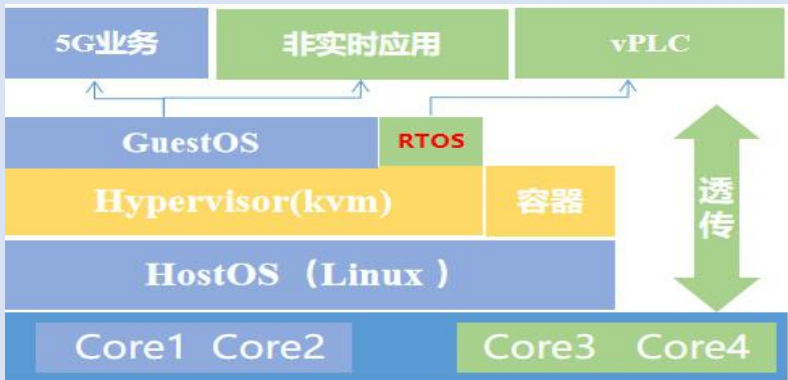 5G业务
非实时应用
vPLC
GuestOS
RTOS
Hypervisor(kvm)
容器
透传
HostOS（Linux ）
Core1 Core2
Core3 Core4